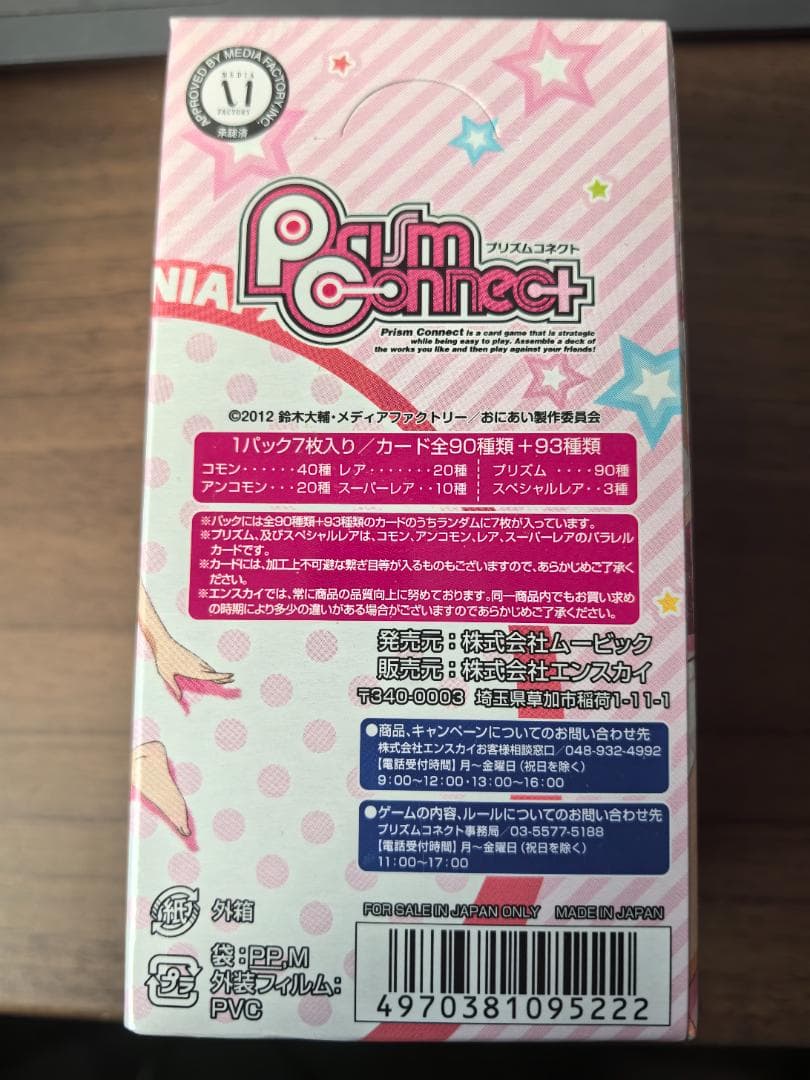 APPROVED BY MEDIA FACTORY, INC.
MEDIA
FACTORY
承認済
Prism
プリズムコネクト
Connect
NIA
Prism Connect is a card game that is strategic
while being easy to play. Assemble a deck of
the works you like and then play against your friends!
©2012 鈴木大輔・メディアファクトリー/おにあい製作委員会
1パック7枚入り/カード全90種類+93種類
コモン······40種 レア·······20種 プリズム ····90種
アンコモン···20種 スーパーレア··10種 スペシャルレア··3種
※パックには全90種類+93種類のカードのうちランダムに7枚が入っています。
※プリズム、及びスペシャルレアは、コモン、アンコモン、レア、スーパーレアのパラレル
カードです。
※カードには、加工上不可避な繋ぎ目等が入るものもございますので、あらかじめご了承く
ださい。
※エンスカイでは、常に商品の品質向上に努めております。同一商品内でもお買い求め
の時期により多少の違いがある場合がございますのであらかじめご了承ください。
発売元:株式会社ムービック
販売元:株式会社エンスカイ
〒340-0003 埼玉県草加市稲荷1-11-1
●商品、キャンペーンについてのお問い合わせ先
株式会社エンスカイお客様相談窓口/048-932-4992
【電話受付時間】月~金曜日(祝日を除く)
9:00~12:00・13:00~16:00
●ゲームの内容、ルールについてのお問い合わせ先
プリズムコネクト事務局/03-5577-5188
【電話受付時間】月~金曜日(祝日を除く)
11:00~17:00
紙 外箱
FOR SALE IN JAPAN ONLY MADE IN JAPAN
プラ
袋:PP,M
外装フィルム:
PVC
4970381095222